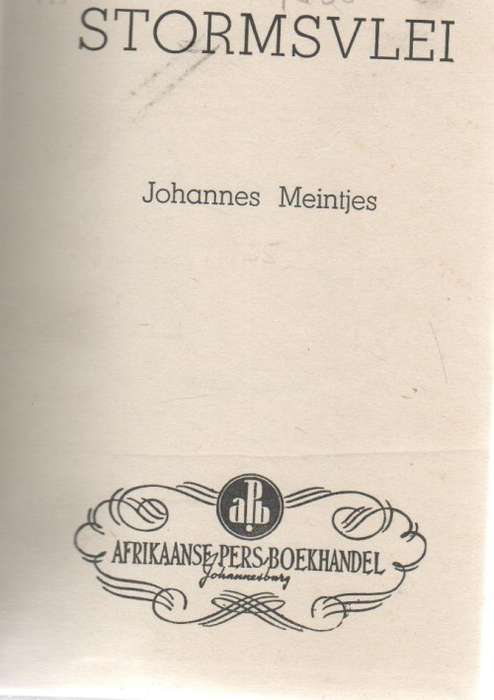 STORMSVLEI
Johannes Meintjes
aPb
AFRIKAANSE-PERS-BOEKHANDEL
Johannesburg